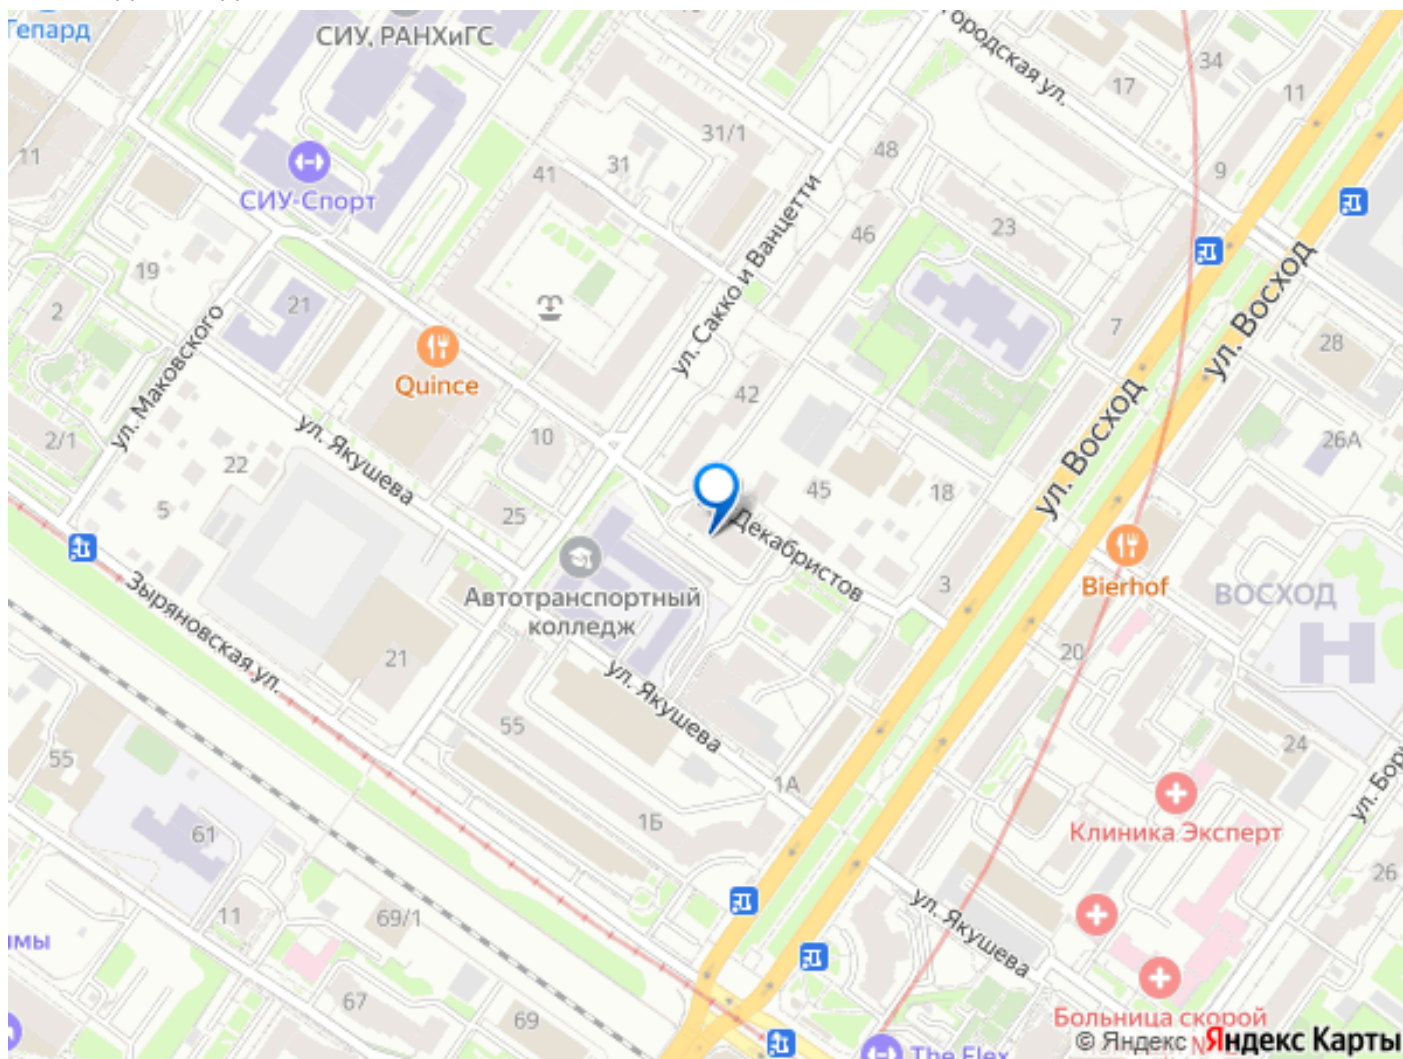 Гепард
СИУ, РАНХиГС
ородская ул.
34
17
11
31/1
11
31
41
48
9
СИУ-Спорт
ул. Сакко и Ванцетти
46
23
19
21
2
ул. Маковского
ул. ВОСХОД
7
28
Quince
42
ул. ВОСХОД
2/1
10
26А
ул. Якушева
22
45
18
5
25
Декабристов
Bierhof
3
ВОСХОД
Автотранспортный
колледж
Зыряновская ул.
21
20
ул. Якушева
55
24
55
1А
ул. Бор
61
1Б
Клиника Эксперт
26
11
69/1
ул. Якушева
имы
67
69
Больница скорой
The Flex
© Яндекс Яндекс Карты